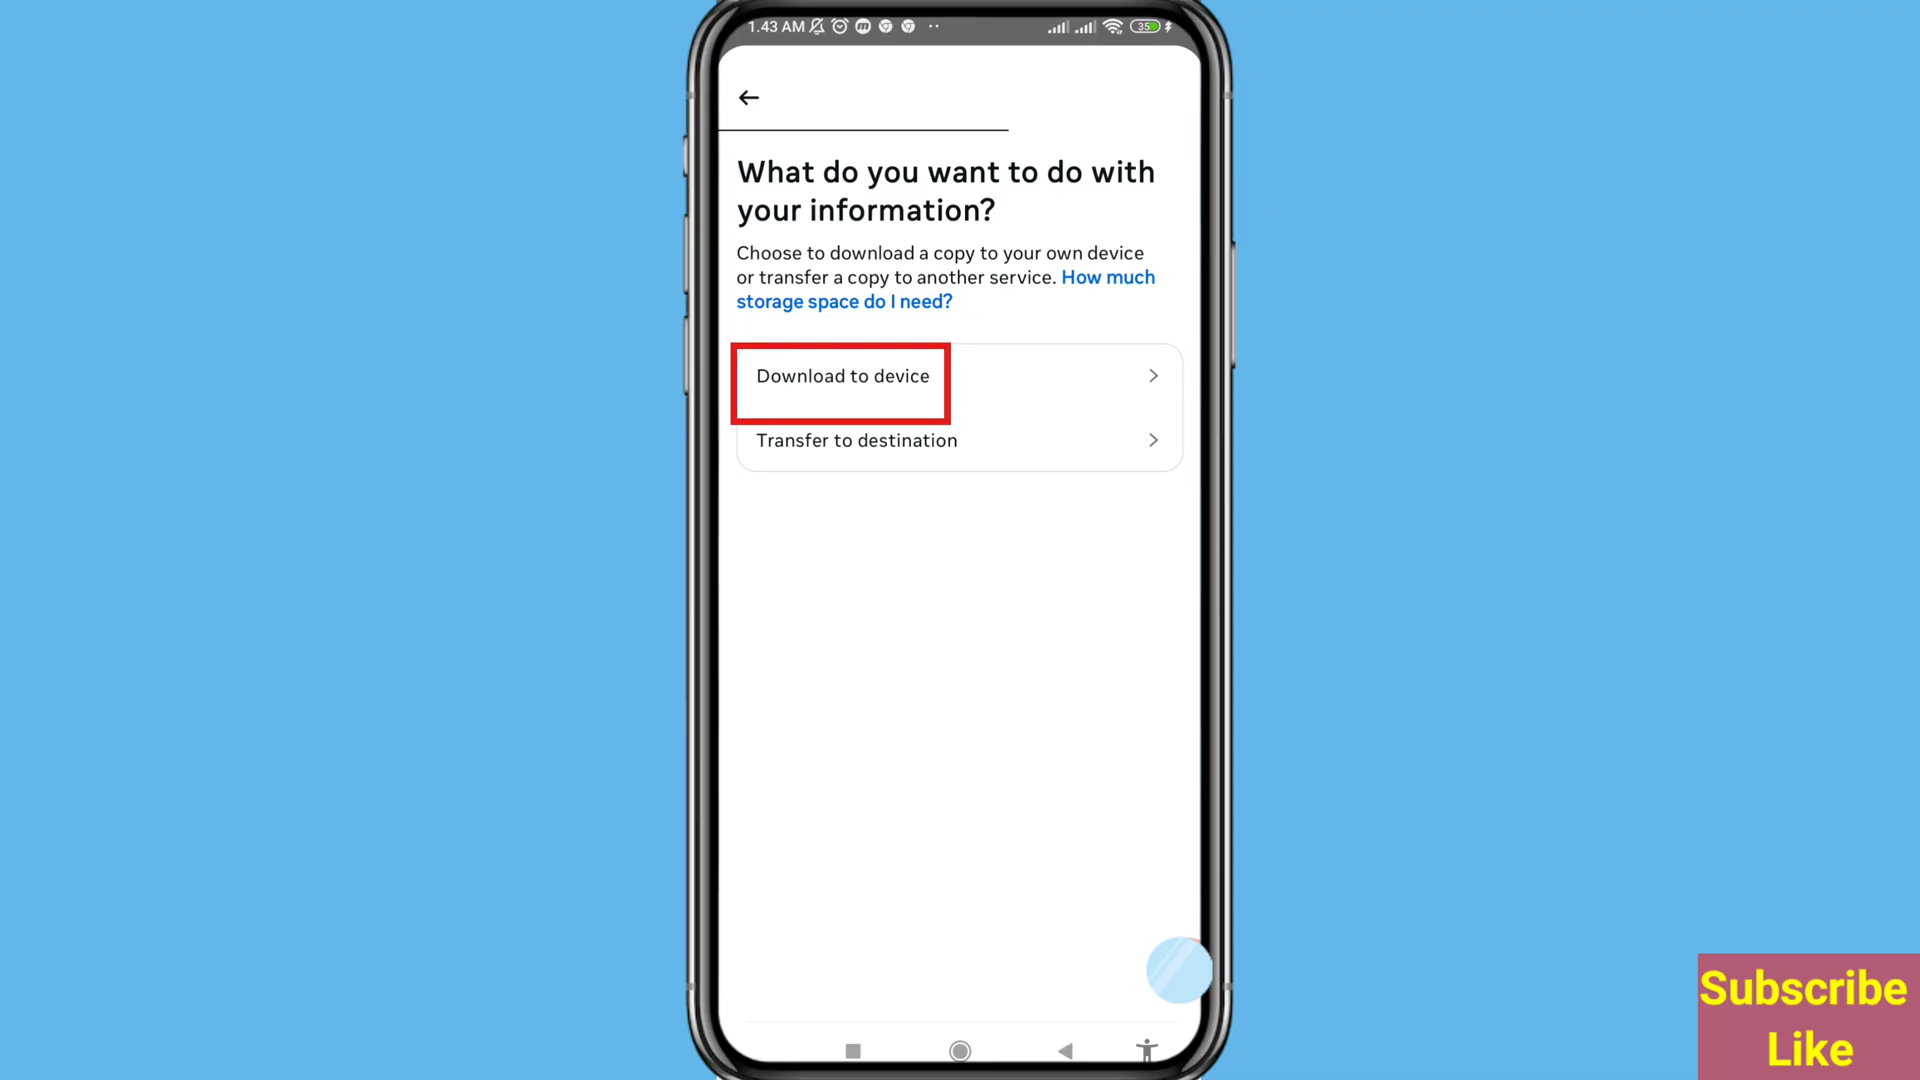 1.43 AM
35
What do you want to do with
your information?
Choose to download a copy to your own device
or transfer a copy to another service. How much
storage space do I need?
Download to device
Transfer to destination
Subscribe
Like